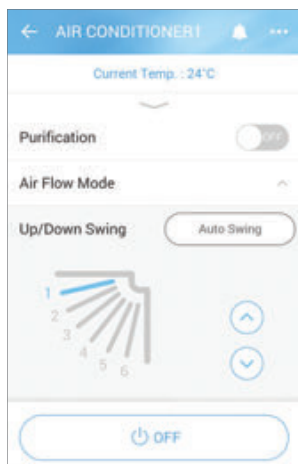 AIR CONDITIONER1
Current Temp. : 24°C
Purification OFF
Air Flow Mode
Up/Down Swing Auto Swing
1
2
3
4
5
6
OFF